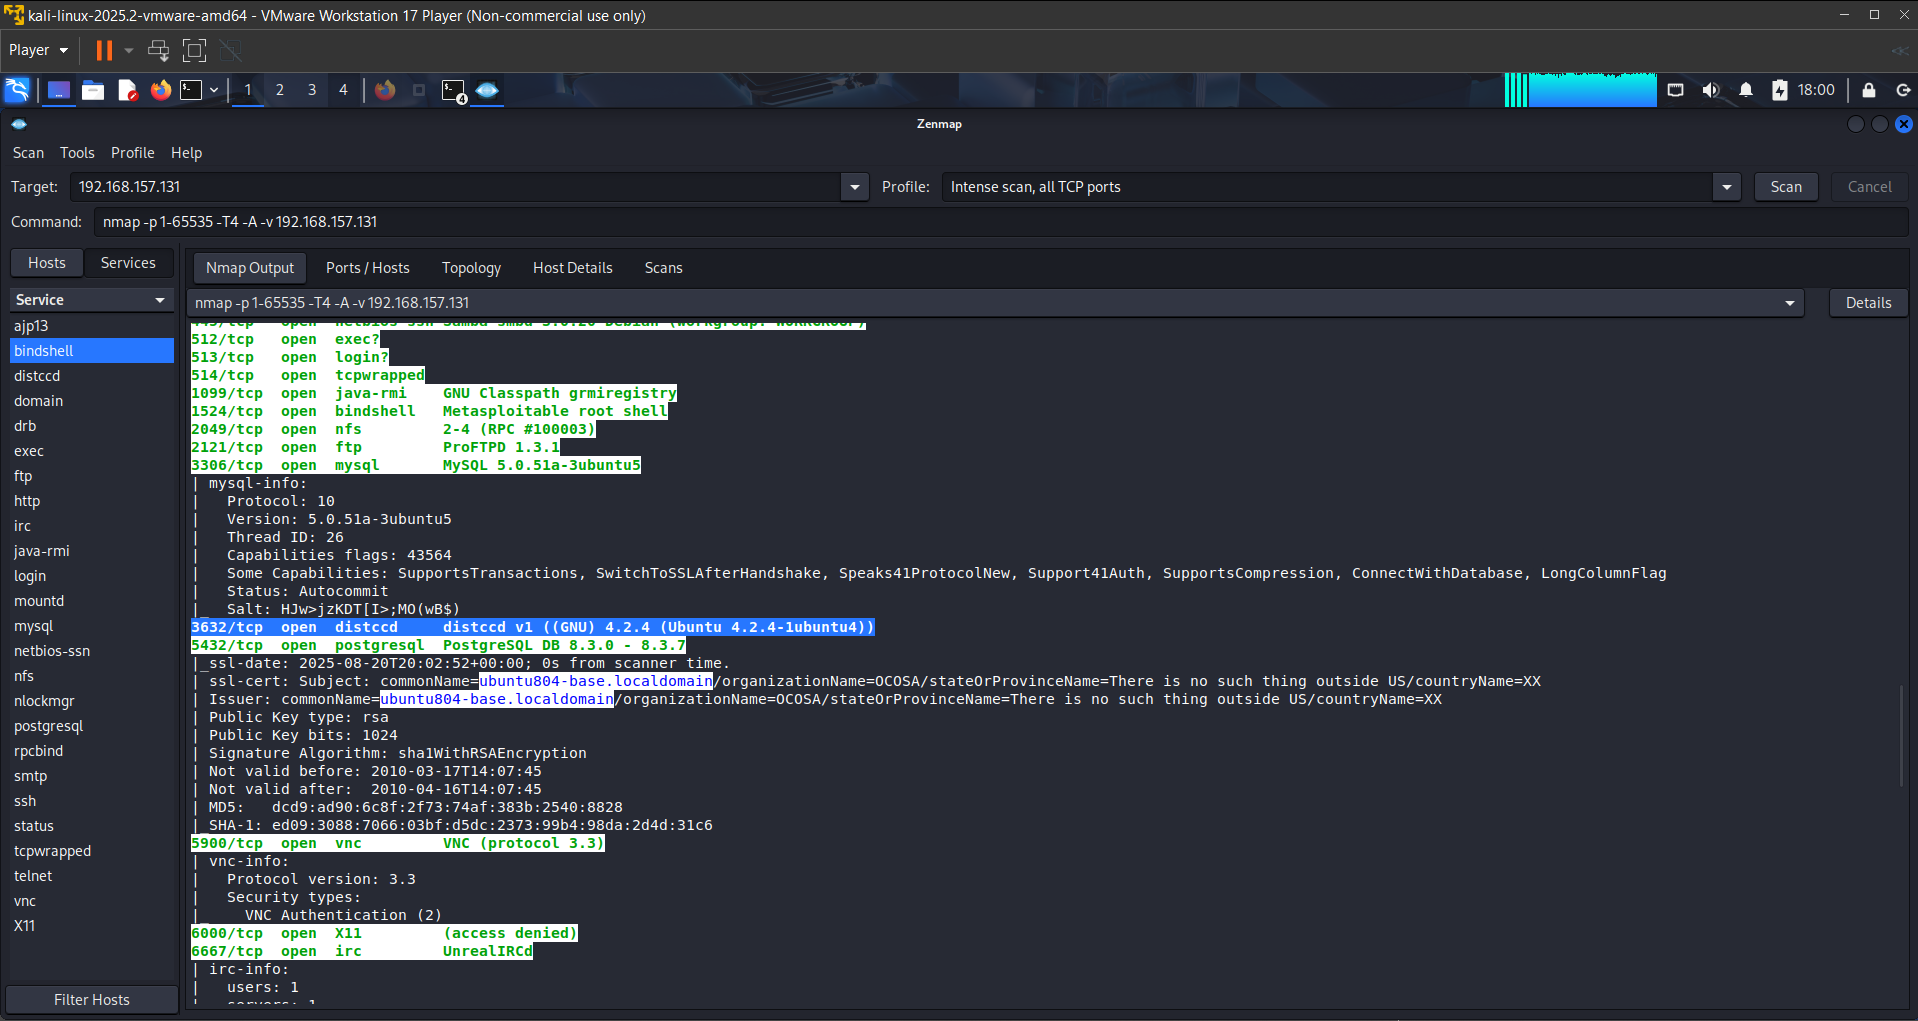 kali-linux-2025.2-vmware-amd64 - VMware Workstation 17 Player (Non-commercial use only)
Player
1 2 3 4
4
18:00
Zenmap
Scan Tools Profile Help
Target: 192.168.157.131 Profile: Intense scan, all TCP ports Scan Cancel
Command: nmap -p 1-65535 -T4 -A -v 192.168.157.131
Hosts Services
Service
ajp13
bindshell
distccd
domain
drb
exec
ftp
http
irc
java-rmi
login
mountd
mysql
netbios-ssn
nfs
nlockmgr
postgresql
rpcbind
smtp
ssh
status
tcpwrapped
telnet
vnc
X11
Filter Hosts
Nmap Output Ports / Hosts Topology Host Details Scans
nmap -p 1-65535 -T4 -A -v 192.168.157.131 Details
445/tcp open netbios-ssn Samba smbd 3.0.20-Debian (workgroup: WORKGROUP)
512/tcp open exec?
513/tcp open login?
514/tcp open tcpwrapped
1099/tcp open java-rmi GNU Classpath grmiregistry
1524/tcp open bindshell Metasploitable root shell
2049/tcp open nfs 2-4 (RPC #100003)
2121/tcp open ftp ProFTPD 1.3.1
3306/tcp open mysql MySQL 5.0.51a-3ubuntu5
| mysql-info:
|   Protocol: 10
|   Version: 5.0.51a-3ubuntu5
|   Thread ID: 26
|   Capabilities flags: 43564
|   Some Capabilities: SupportsTransactions, SwitchToSSLAfterHandshake, Speaks41ProtocolNew, Support41Auth, SupportsCompression, ConnectWithDatabase, LongColumnFlag
|   Status: Autocommit
|_  Salt: HJw>jzKDT[I>;MO(wB$)
3632/tcp open distccd distccd v1 ((GNU) 4.2.4 (Ubuntu 4.2.4-1ubuntu4))
5432/tcp open postgresql PostgreSQL DB 8.3.0 - 8.3.7
|_ssl-date: 2025-08-20T20:02:52+00:00; 0s from scanner time.
| ssl-cert: Subject: commonName=ubuntu804-base.localdomain/organizationName=OCOSA/stateOrProvinceName=There is no such thing outside US/countryName=XX
| Issuer: commonName=ubuntu804-base.localdomain/organizationName=OCOSA/stateOrProvinceName=There is no such thing outside US/countryName=XX
| Public Key type: rsa
| Public Key bits: 1024
| Signature Algorithm: sha1WithRSAEncryption
| Not valid before: 2010-03-17T14:07:45
| Not valid after:  2010-04-16T14:07:45
| MD5:   dcd9:ad90:6c8f:2f73:74af:383b:2540:8828
|_SHA-1: ed09:3088:7066:03bf:d5dc:2373:99b4:98da:2d4d:31c6
5900/tcp open vnc VNC (protocol 3.3)
| vnc-info:
|   Protocol version: 3.3
|   Security types:
|_    VNC Authentication (2)
6000/tcp open X11 (access denied)
6667/tcp open irc UnrealIRCd
| irc-info:
|   users: 1
|   servers: 1